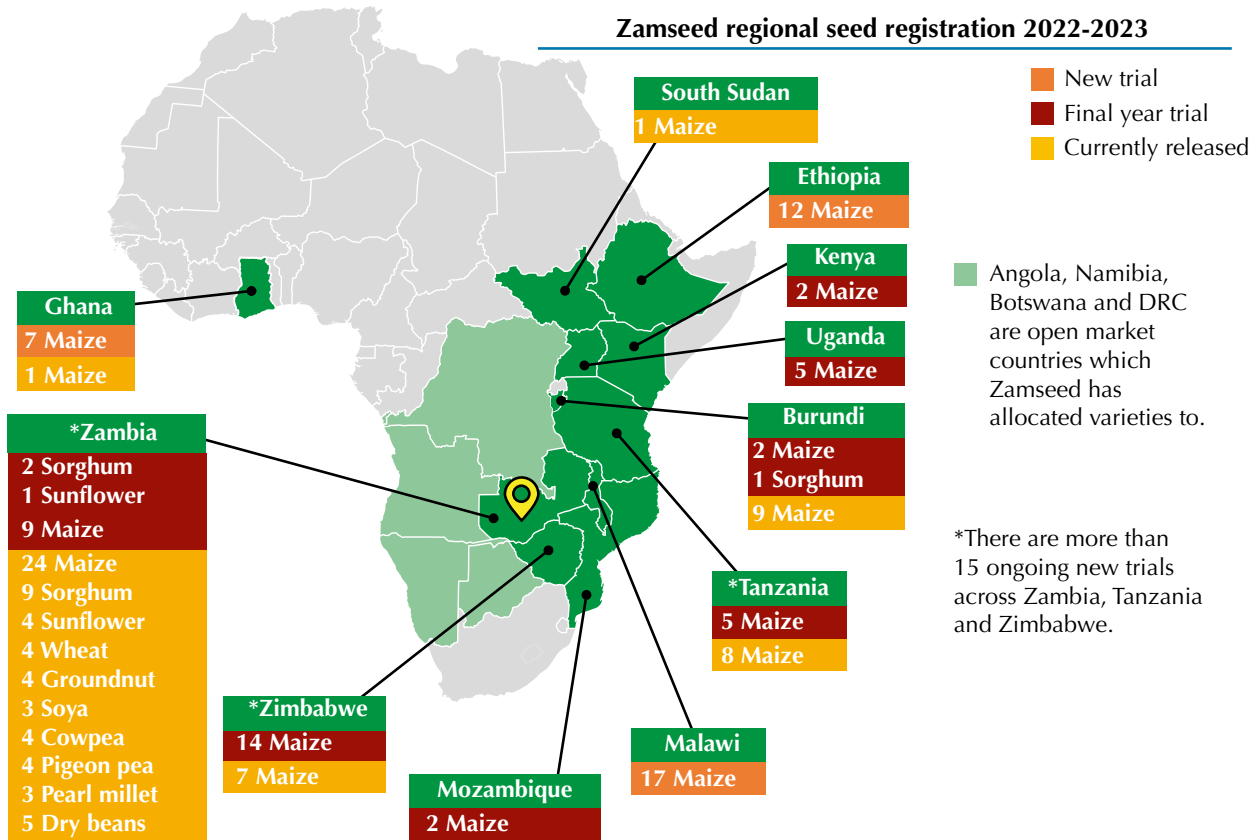 Zamseed regional seed registration 2022-2023
New trial
Final year trial
Currently released
South Sudan
1 Maize
Ethiopia
12 Maize
Kenya
2 Maize
Uganda
5 Maize
Burundi
2 Maize
1 Sorghum
9 Maize
Angola, Namibia,
Botswana and DRC
are open market
countries which
Zamseed has
allocated varieties to.
*There are more than
15 ongoing new trials
across Zambia, Tanzania
and Zimbabwe.
Ghana
7 Maize
1 Maize
*Zambia
2 Sorghum
1 Sunflower
9 Maize
24 Maize
9 Sorghum
4 Sunflower
4 Wheat
4 Groundnut
3 Soya
4 Cowpea
4 Pigeon pea
3 Pearl millet
5 Dry beans
*Zimbabwe
14 Maize
7 Maize
Mozambique
2 Maize
Malawi
17 Maize
*Tanzania
5 Maize
8 Maize